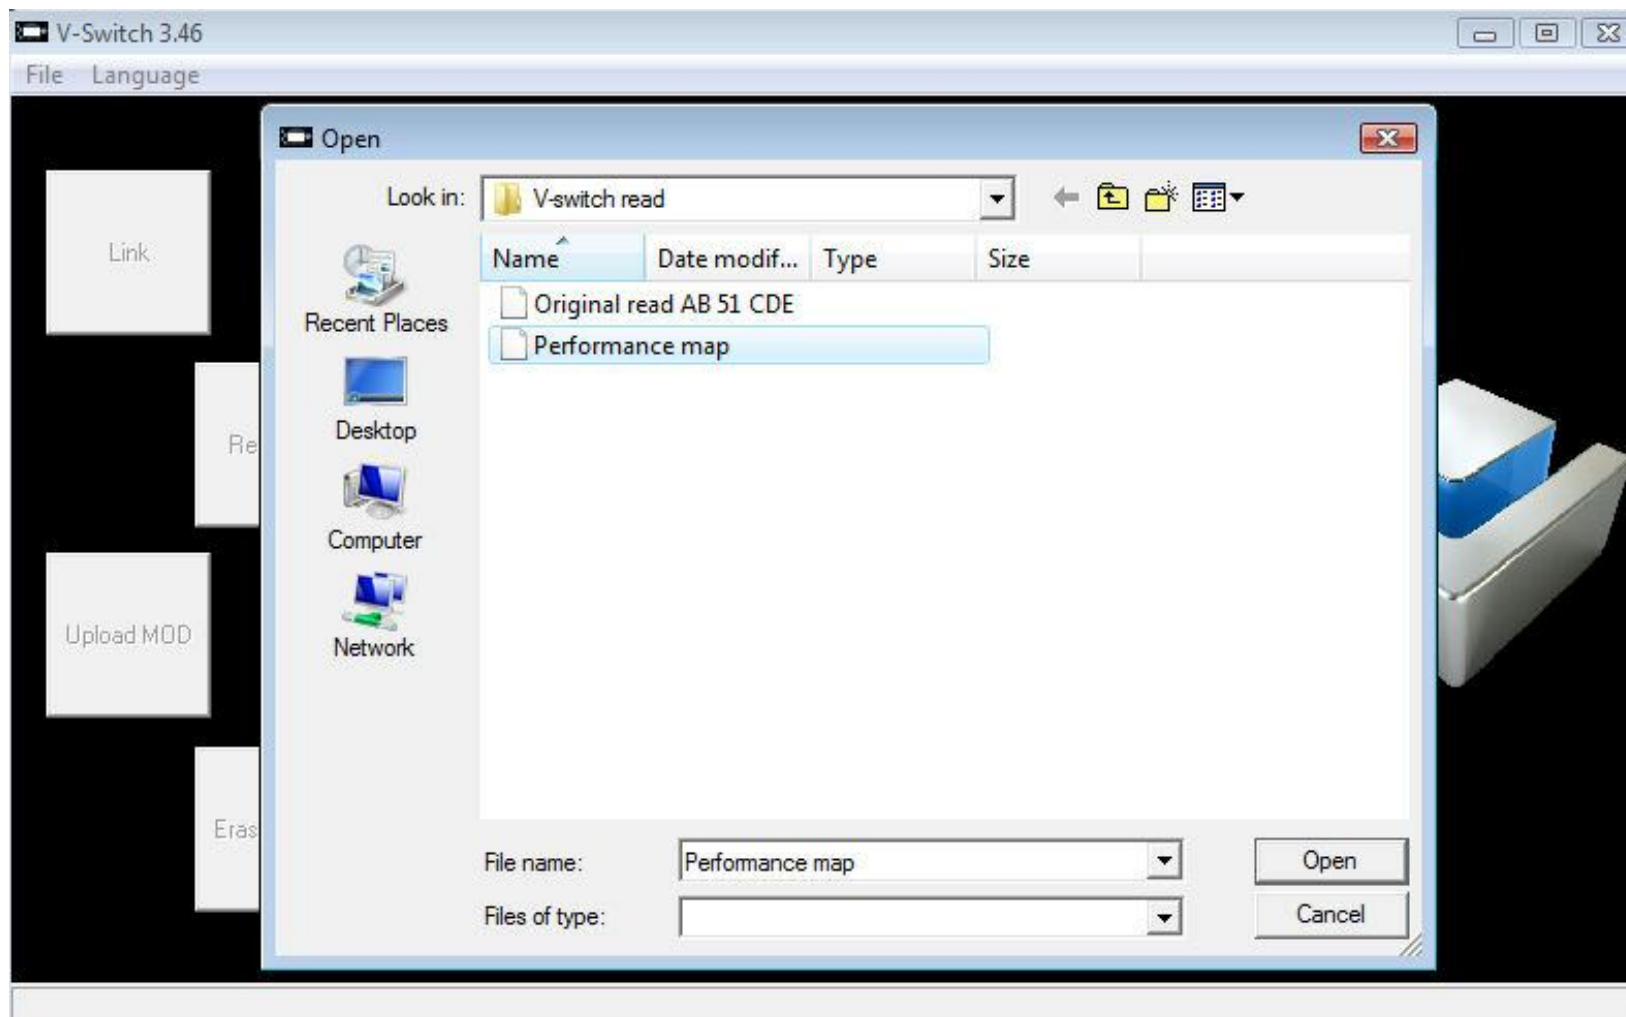 V-Switch 3.46
File Language
Open
Look in: V-switch read
Name Date modif... Type Size
Original read AB 51 CDE
Performance map
Recent Places
Desktop
Computer
Network
Link
Re
Upload MOD
Eras
File name: Performance map Open
Files of type: Cancel